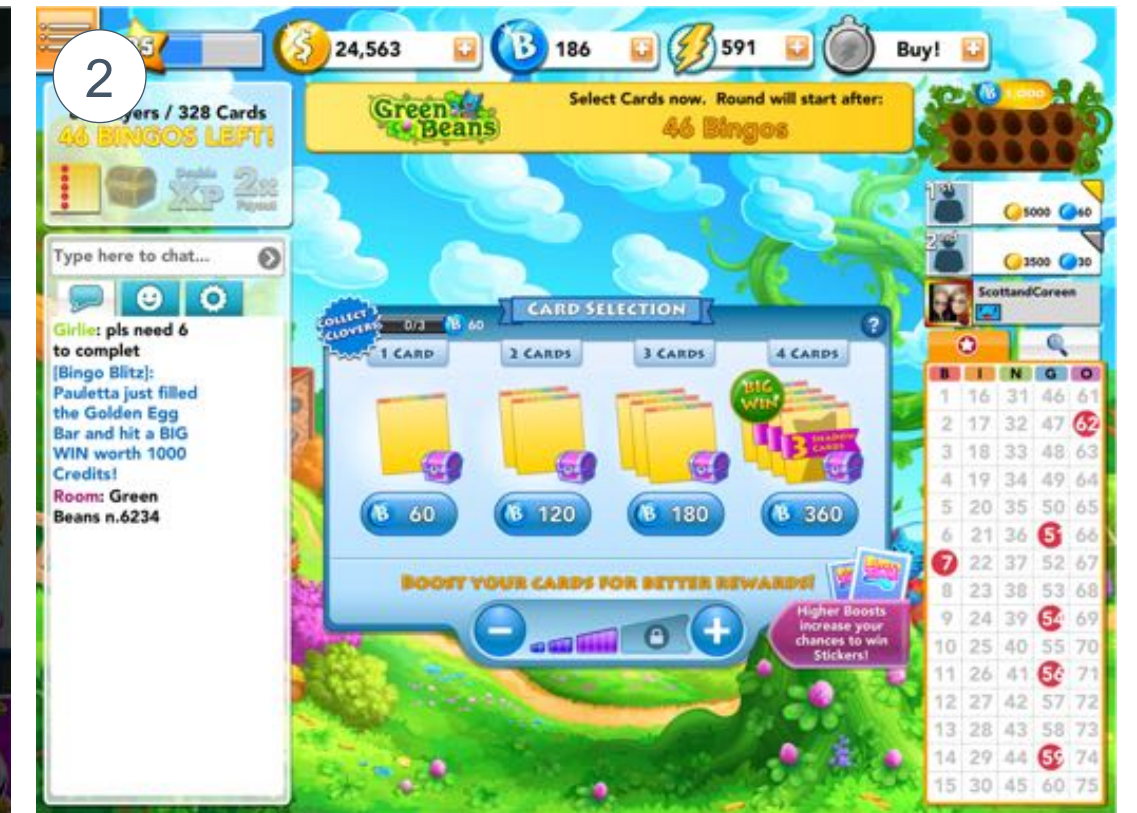 2
24,563
186
591
Buy!
/ 328 Cards
46 BINGOS LEFT!
Double
XP
2x
Payout
Green
Beans
Select Cards now. Round will start after:
46 Bingos
1,000
1st
5000 60
2nd
3500 30
ScottandCoreen
Type here to chat...
Girlie: pls need 6
to complet
[Bingo Blitz]:
Pauletta just filled
the Golden Egg
Bar and hit a BIG
WIN worth 1000
Credits!
Room: Green
Beans n.6234
CARD SELECTION
COLLECT
CLOVERS
0/3 B 60
?
1 CARD 2 CARDS 3 CARDS 4 CARDS
BIG
WIN
3 SHADOW
CARDS
B 60 B 120 B 180 B 360
BOOST YOUR CARDS FOR BETTER REWARDS!
Higher Boosts
increase your
chances to win
Stickers!
B I N G O
1 16 31 46 61
2 17 32 47 62
3 18 33 48 63
4 19 34 49 64
5 20 35 50 65
6 21 36 51 66
7 22 37 52 67
8 23 38 53 68
9 24 39 54 69
10 25 40 55 70
11 26 41 56 71
12 27 42 57 72
13 28 43 58 73
14 29 44 59 74
15 30 45 60 75